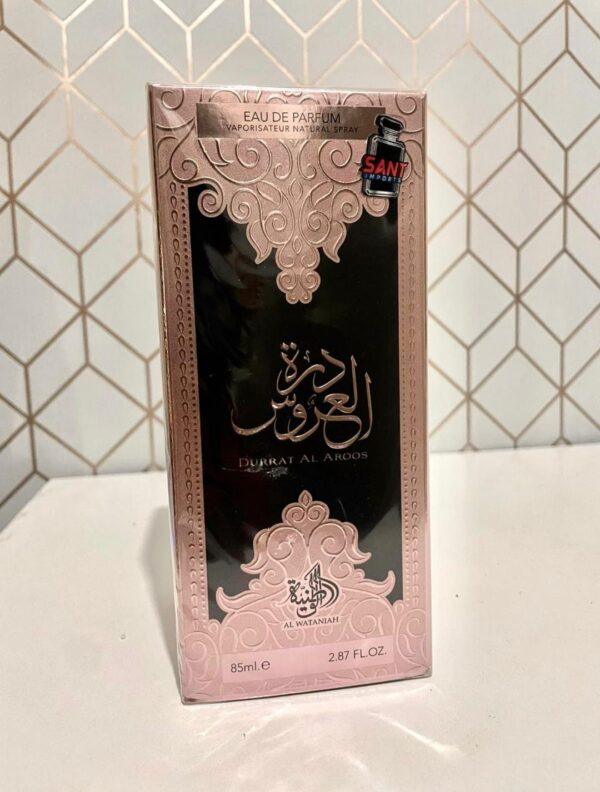 EAU DE PARFUM
VAPORISATEUR NATURAL SPRAY
SANT
IMPORTS
درة
العروس
DURRAT AL AROOS
الوطنية
AL WATANIAH
85ml.e 2.87 FL.OZ.